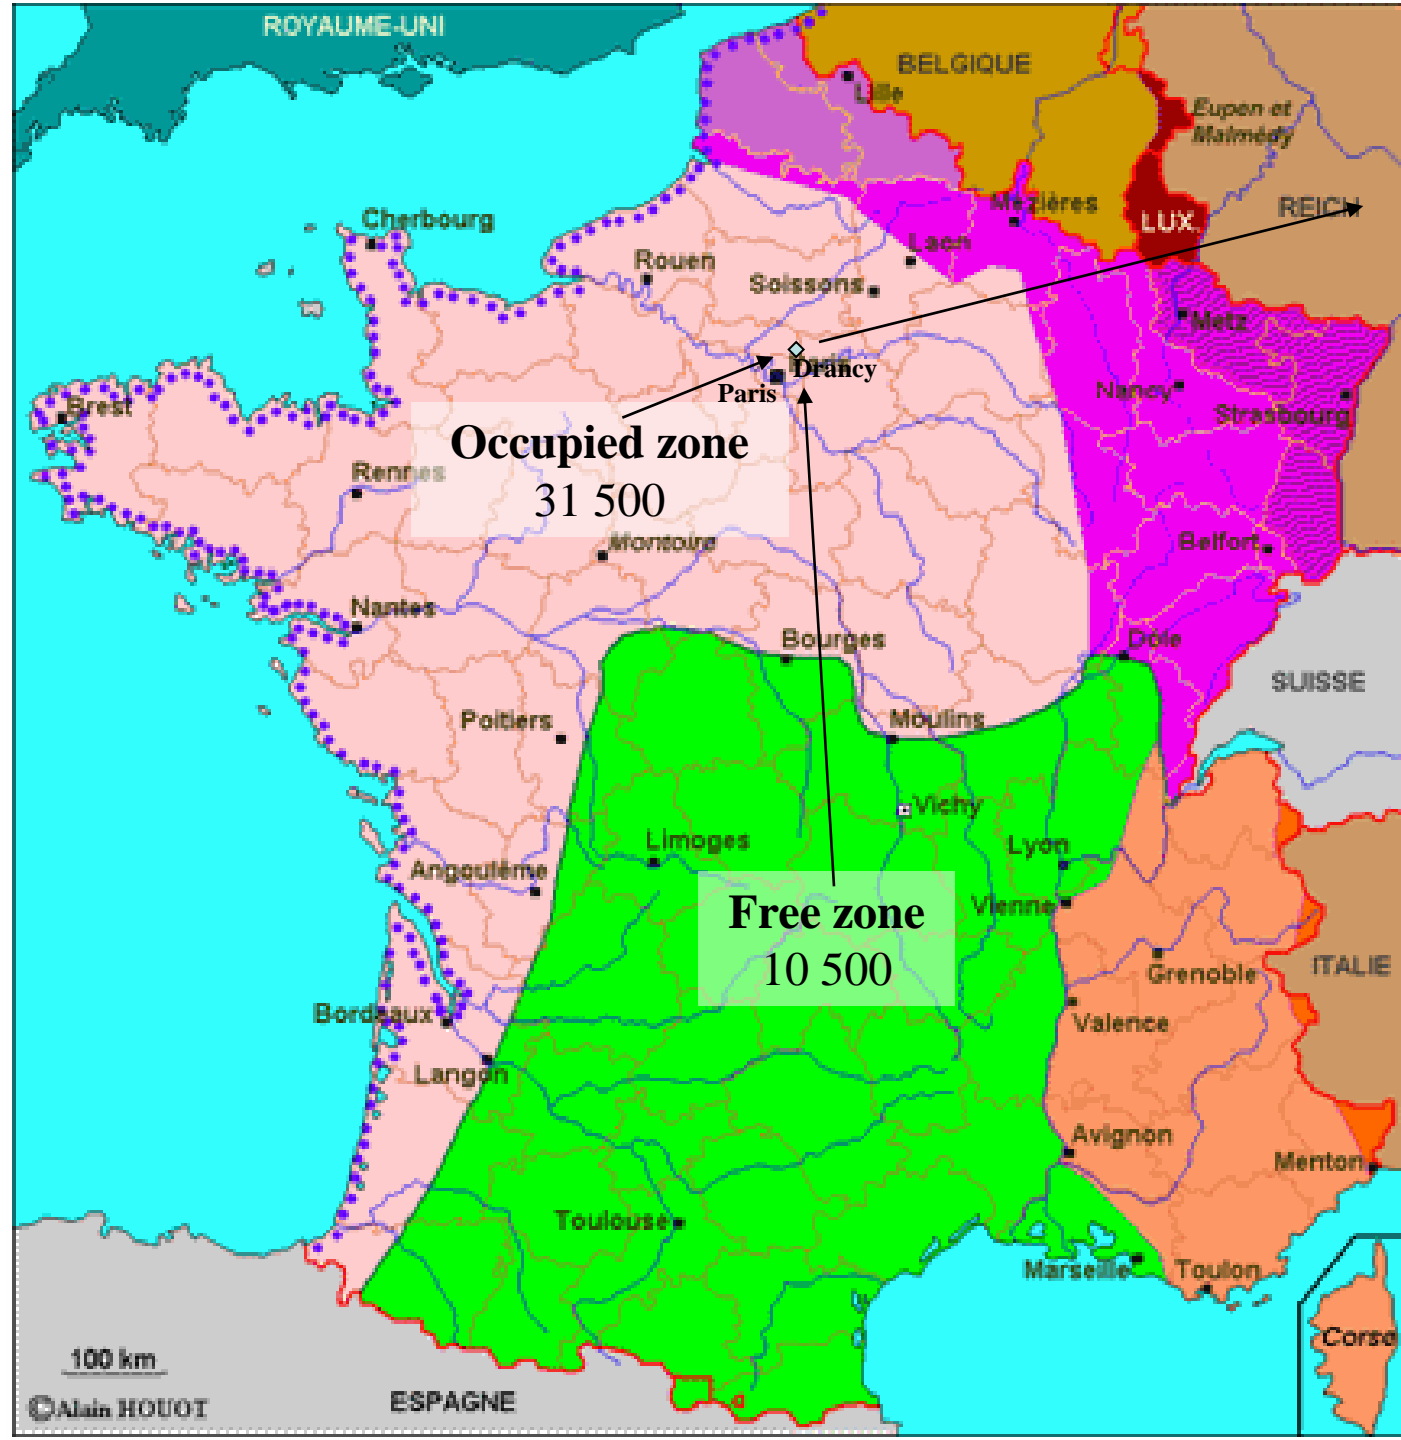 ROYAUME-UNI
BELGIQUE
Lille
Eupen et
Malmédy
Cherbourg
Mézières
REICH
LUX.
Laon
Rouen
Soissons
Metz
Paris
Drancy
Paris
Nancy
Strasbourg
Brest
Occupied zone
31 500
Rennes
Montoire
Belfort
Nantes
Bourges
Dôle
SUISSE
Poitiers
Moulins
Vichy
Limoges
Lyon
Angoulême
Free zone
10 500
Vienne
Grenoble
ITALIE
Bordeaux
Valence
Langon
Avignon
Menton
Toulouse
Marseille
Toulon
Corse
100 km
ESPAGNE
©Alain HOUOT